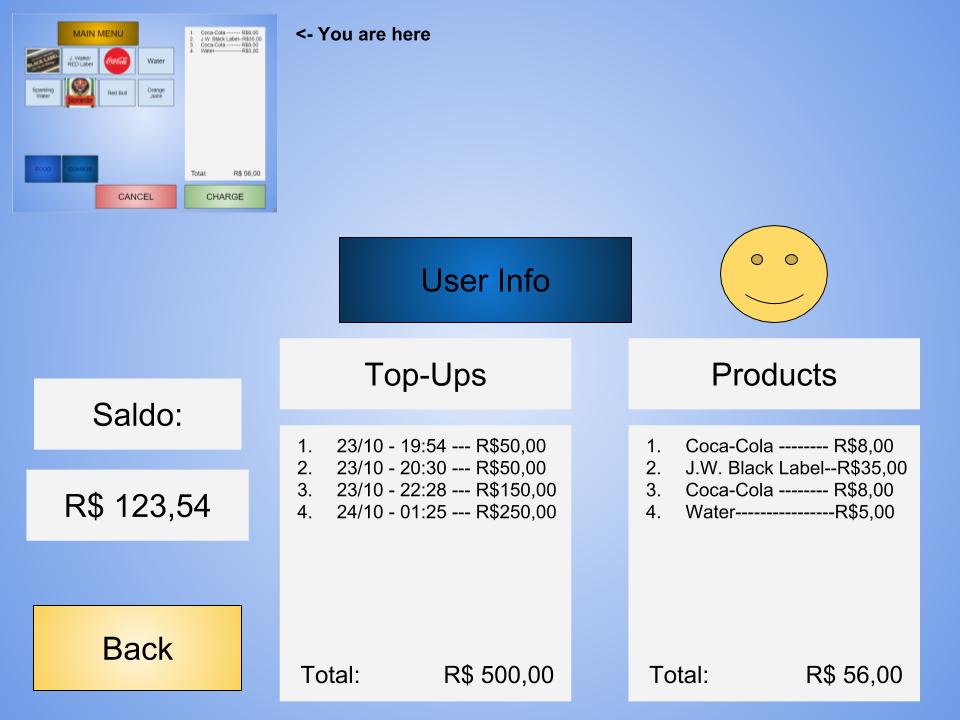 MAIN MENU
1. Coca-Cola ------- R$8,00
2. J.W. Black Label--R$35,00
3. Coca-Cola ------- R$8,00
4. Water----------------R$5,00
BLACK LABEL
J. Walker
RED Label
Coca-Cola
Water
Sparkling
Water
Jägermeister
Red Bull
Orange
Juice
FOOD
COMBOS
Total: R$ 56,00
CANCEL
CHARGE
<- You are here
User Info
Saldo:
R$ 123,54
Back
Top-Ups
1. 23/10 - 19:54 --- R$50,00
2. 23/10 - 20:30 --- R$50,00
3. 23/10 - 22:28 --- R$150,00
4. 24/10 - 01:25 --- R$250,00
Total: R$ 500,00
Products
1. Coca-Cola -------- R$8,00
2. J.W. Black Label--R$35,00
3. Coca-Cola -------- R$8,00
4. Water----------------R$5,00
Total: R$ 56,00